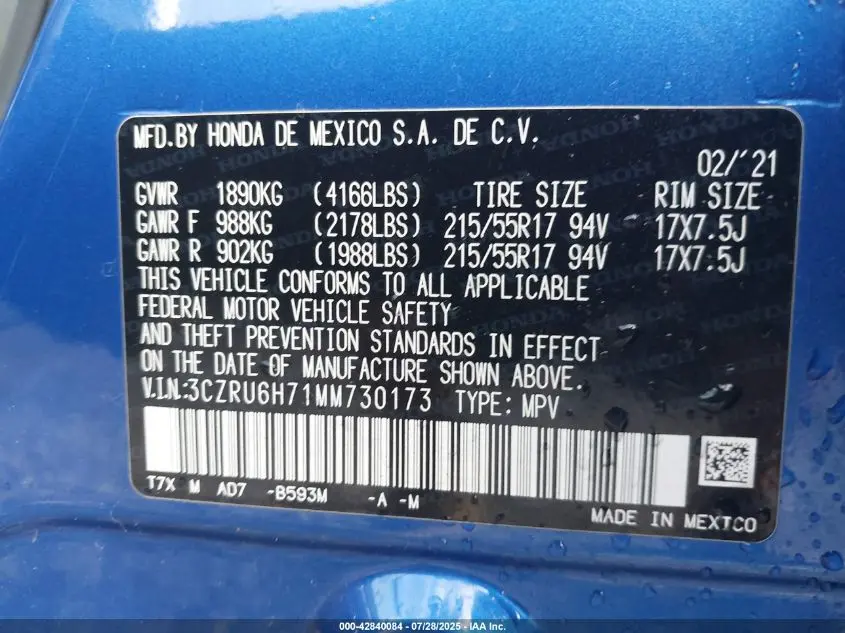 MFD.BY HONDA DE MEXICO S.A. DE C.V.
02/'21
GVWR 1890KG (4166LBS) TIRE SIZE RIM SIZE
GAWR F 988KG (2178LBS) 215/55R17 94V 17X7.5J
GAWR R 902KG (1988LBS) 215/55R17 94V 17X7.5J
THIS VEHICLE CONFORMS TO ALL APPLICABLE
FEDERAL MOTOR VEHICLE SAFETY
AND THEFT PREVENTION STANDARDS IN EFFECT
ON THE DATE OF MANUFACTURE SHOWN ABOVE.
V.I.N:3CZRU6H71MM730173 TYPE: MPV
T7X M AD7 -B593M -A -M
MADE IN MEXICO
000-42840084 / 07/28/2025 / IAA Inc.